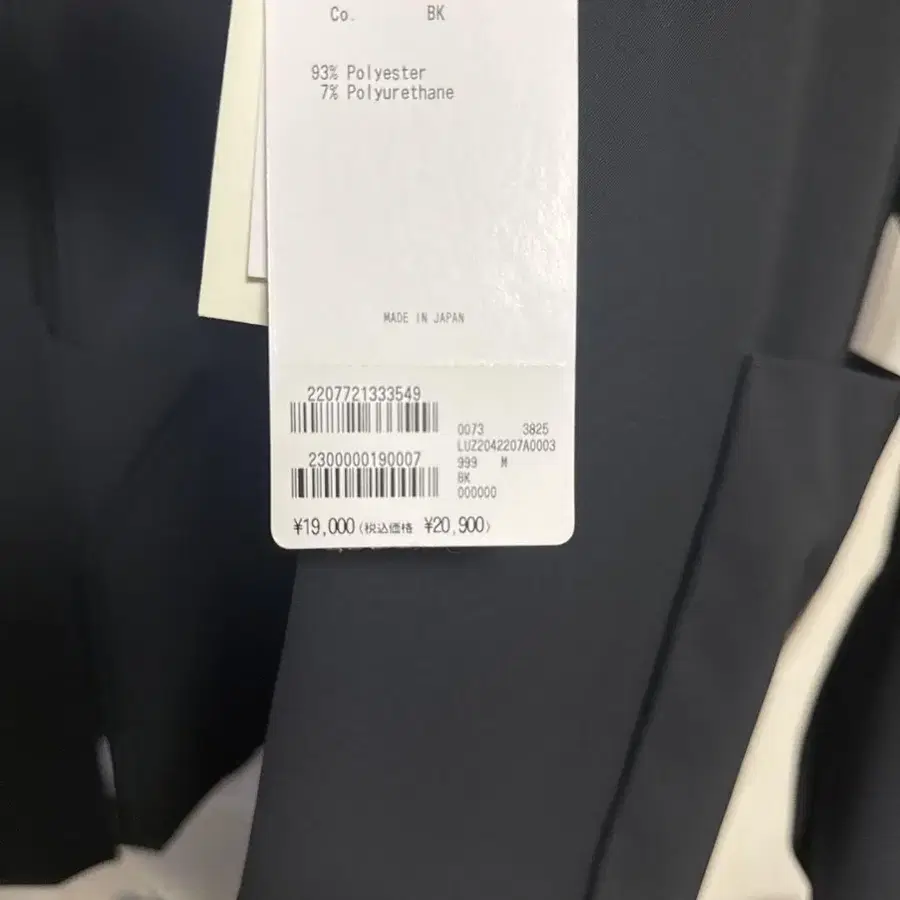 Co. BK
93% Polyester
7% Polyurethane
MADE IN JAPAN
2207721333549
0073 3825
LUZ2042207A0003
2300000190007
999 M
BK
000000
¥19,000(税込価格 ¥20,900)